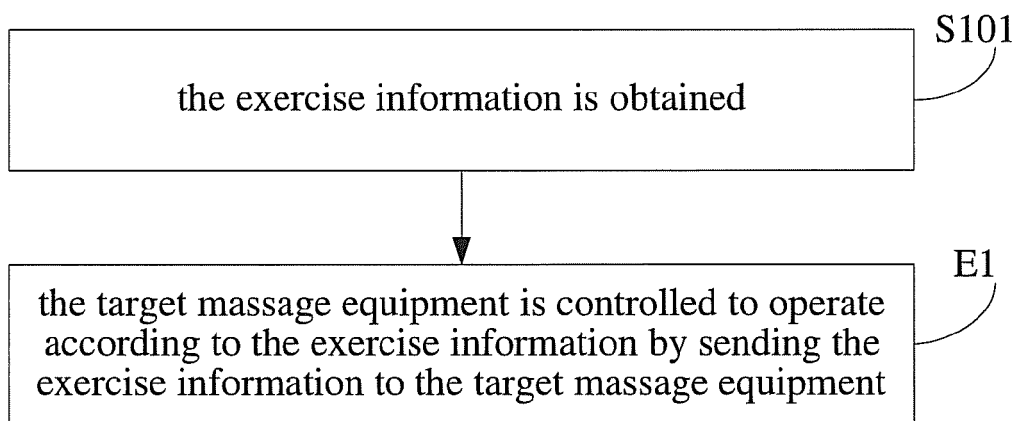 S101
the exercise information is obtained
E1
the target massage equipment is controlled to operate
according to the exercise information by sending the
exercise information to the target massage equipment